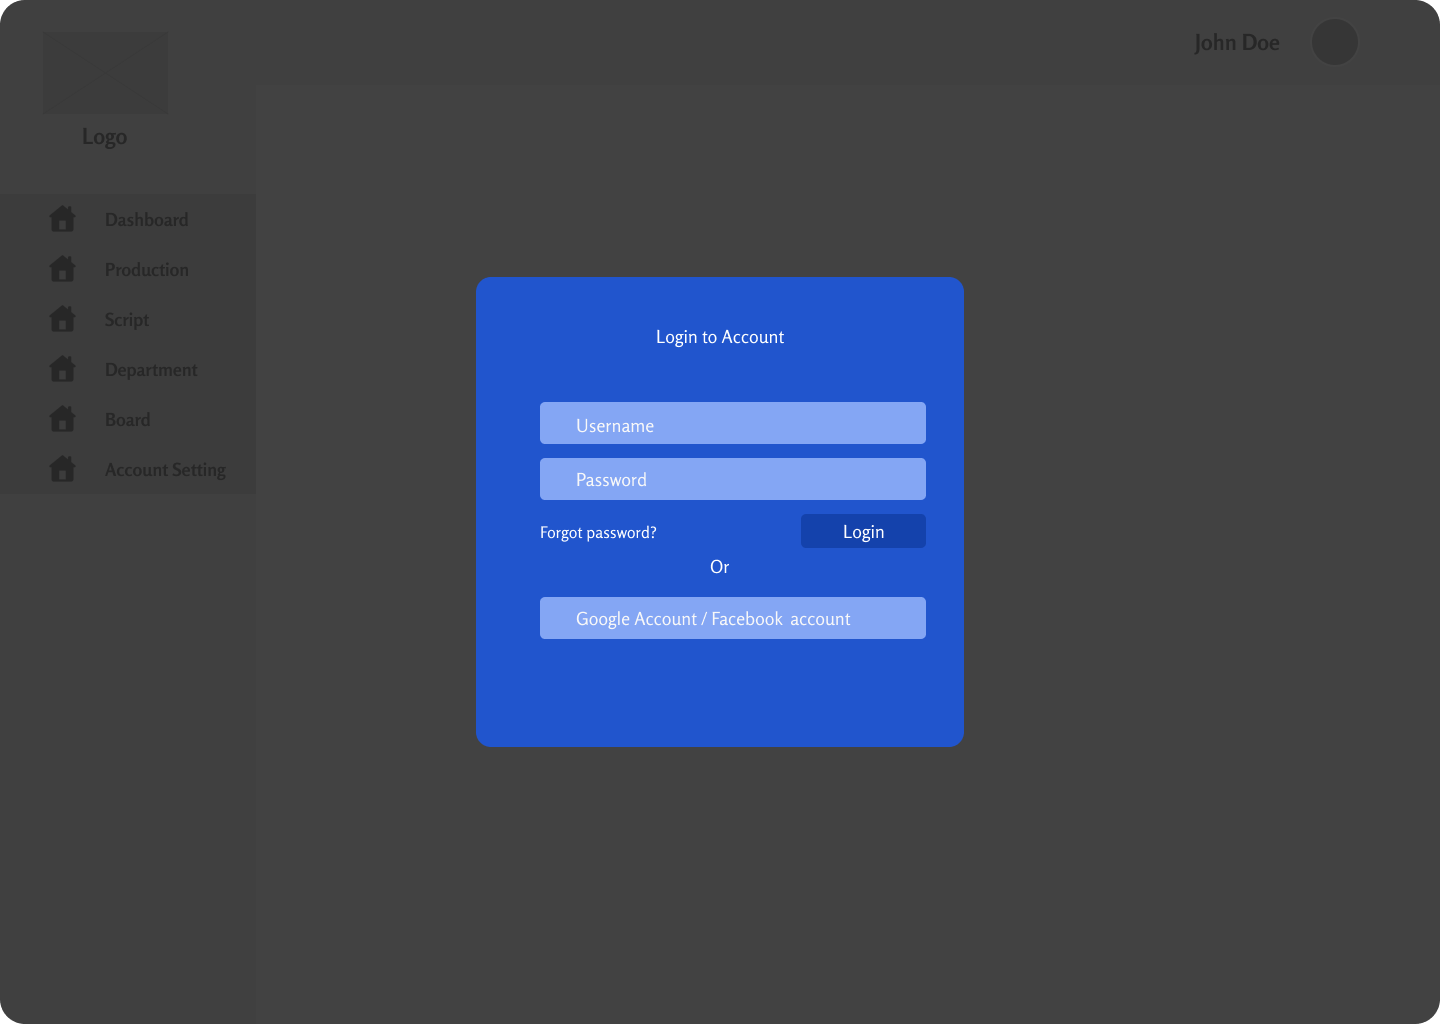 John Doe
Logo
Dashboard
Production
Script
Department
Board
Account Setting
Login to Account
Username
Password
Forgot password?
Login
Or
Google Account / Facebook account